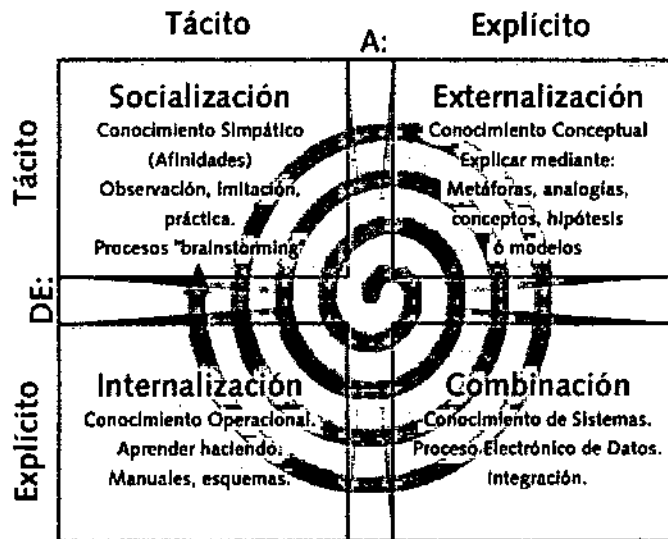 Tácito
A:
Explícito
Tácito
Socialización
Conocimiento Simpático
(Afinidades)
Observación, imitación,
práctica.
Procesos "brainstorming"
Externalización
Conocimiento Conceptual
Explicar mediante:
Metáforas, analogías,
conceptos, hipótesis
ó modelos
DE:
Explícito
Internalización
Conocimiento Operacional.
Aprender haciendo.
Manuales, esquemas.
Combinación
Conocimiento de Sistemas.
Proceso Electrónico de Datos.
Integración.